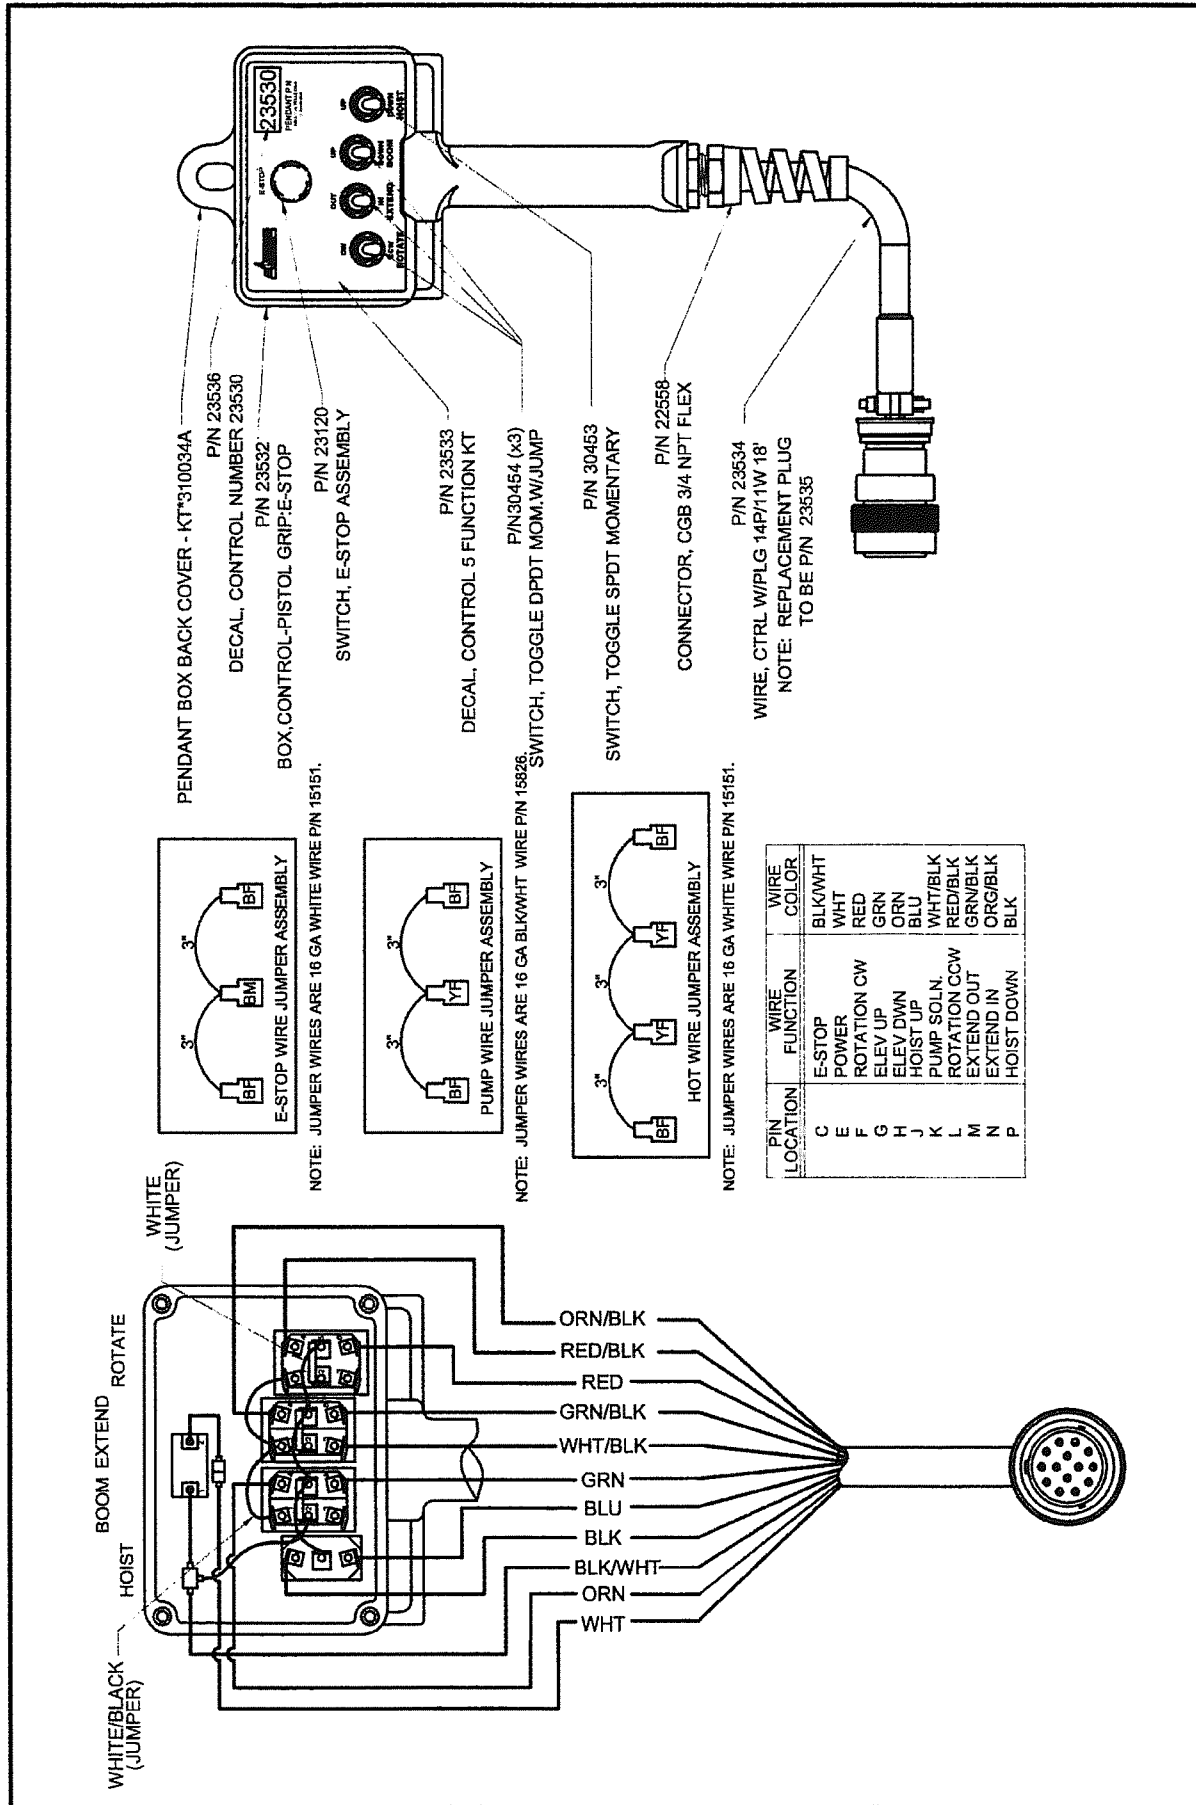 PENDANT BOX BACK COVER - KT*310034A
P/N 23536
DECAL, CONTROL NUMBER 23530
P/N 23532
BOX,CONTROL-PISTOL GRIP:E-STOP
P/N 23120
SWITCH, E-STOP ASSEMBLY
P/N 23533
DECAL, CONTROL 5 FUNCTION KT
P/N30454 (x3)
SWITCH, TOGGLE DPDT MOM.W/JUMP
P/N 30453
SWITCH, TOGGLE SPDT MOMENTARY
P/N 22558
CONNECTOR, CGB 3/4 NPT FLEX
P/N 23534
WIRE, CTRL W/PLG 14P/11W 18'
NOTE: REPLACEMENT PLUG
TO BE P/N 23535
E-STOP
23530
PENDANT P.N
CW
OUT
UP
UP
CCW
IN
DOWN
DOWN
ROTATE
EXTEND
BOOM
HOIST
3"
3"
BF
BM
BF
E-STOP WIRE JUMPER ASSEMBLY
NOTE: JUMPER WIRES ARE 16 GA WHITE WIRE P/N 15151.
3"
3"
BF
YF
BF
PUMP WIRE JUMPER ASSEMBLY
NOTE: JUMPER WIRES ARE 16 GA BLK/WHT WIRE P/N 15826.
3"
3"
3"
BF
YF
YF
BF
HOT WIRE JUMPER ASSEMBLY
NOTE: JUMPER WIRES ARE 16 GA WHITE WIRE P/N 15151.
PIN LOCATION WIRE FUNCTION WIRE COLOR
C E-STOP BLK/WHT
E POWER WHT
F ROTATION CW RED
G ELEV UP GRN
H ELEV DWN ORN
J HOIST UP BLU
K PUMP SOLN. WHT/BLK
L ROTATION CCW RED/BLK
M EXTEND OUT GRN/BLK
N EXTEND IN ORG/BLK
P HOIST DOWN BLK
WHITE/BLACK
(JUMPER)
HOIST
BOOM EXTEND
ROTATE
WHITE
(JUMPER)
ORN/BLK
RED/BLK
RED
GRN/BLK
WHT/BLK
GRN
BLU
BLK
BLK/WHT
ORN
WHT